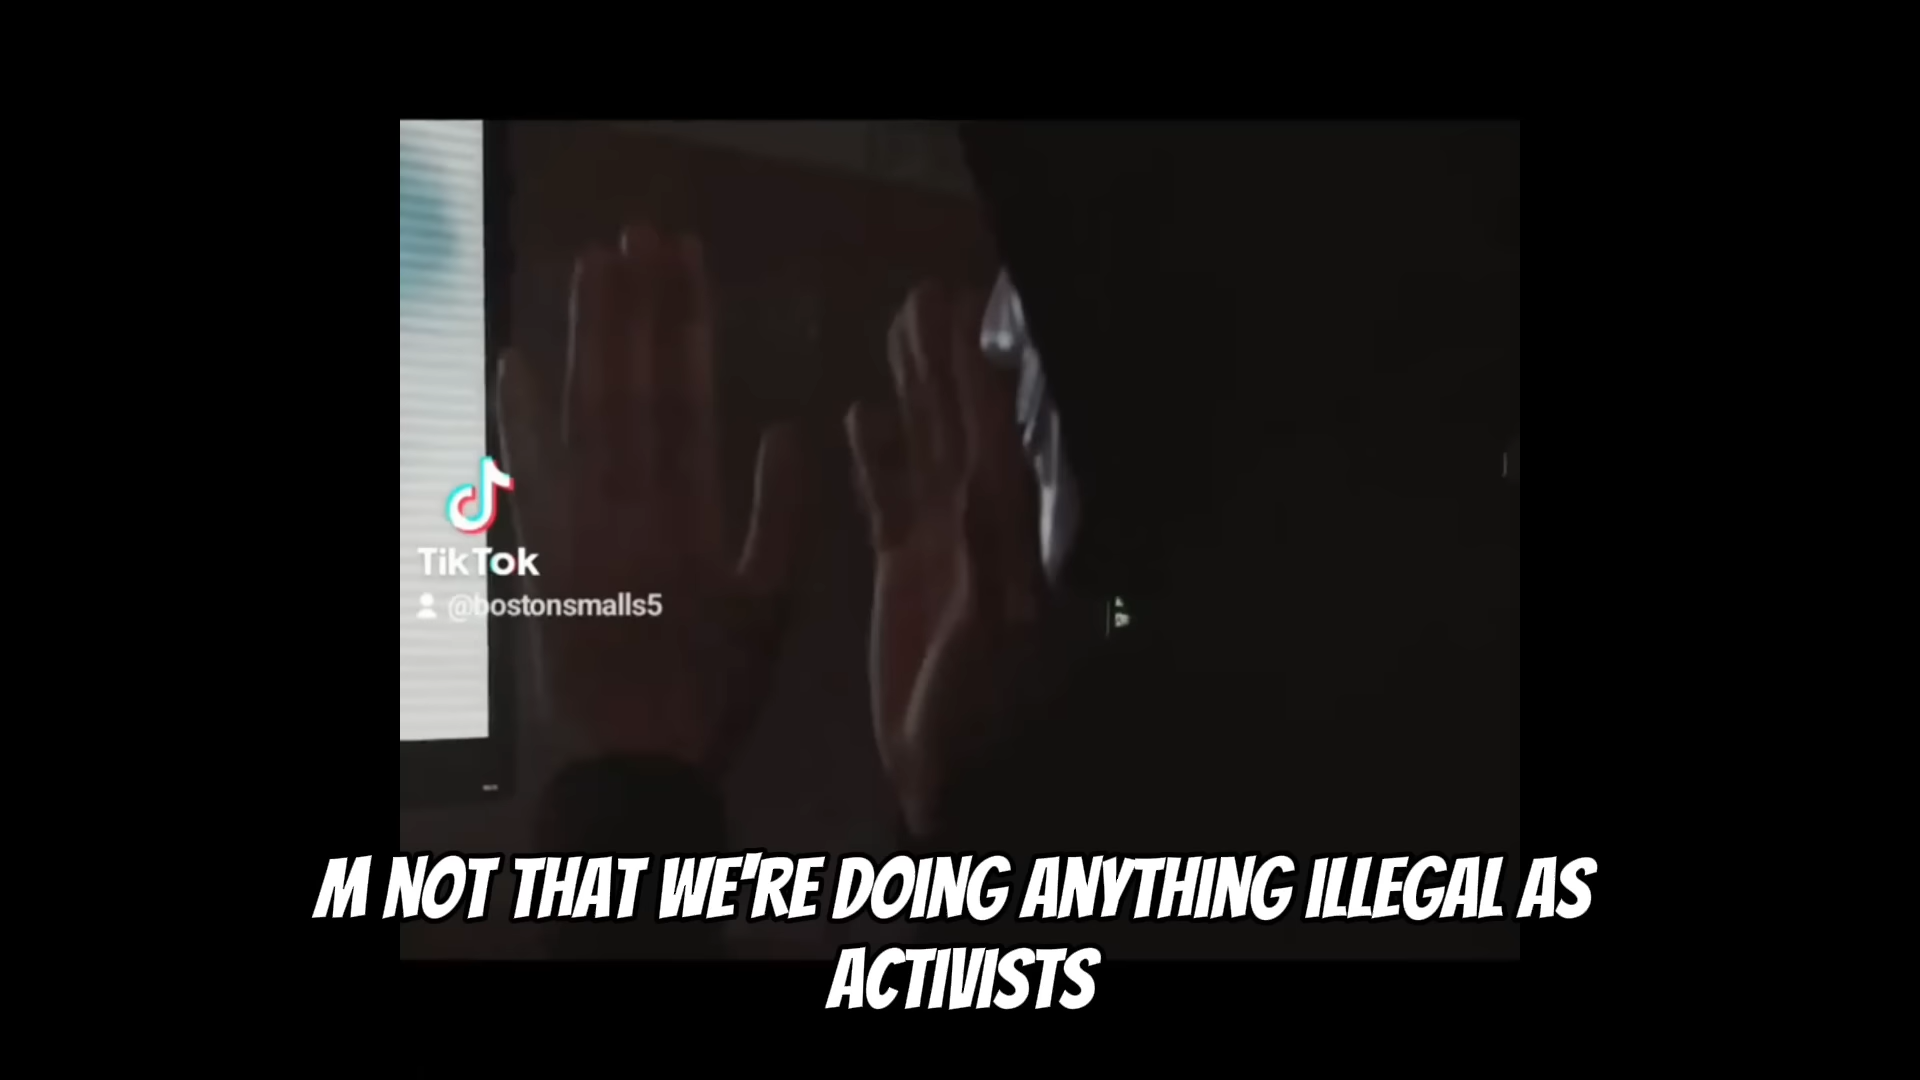 TikTok
@bostonsmalls5
M NOT THAT WE'RE DOING ANYTHING ILLEGAL AS
ACTIVISTS